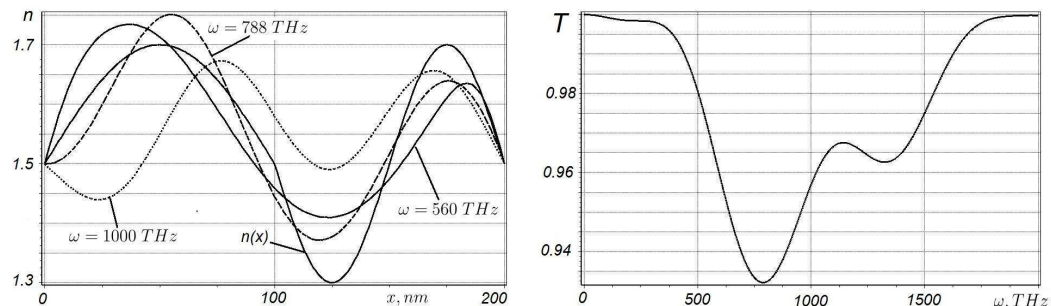 n
ω = 788 THz
1.7
1.5
ω = 560 THz
ω = 1000 THz
n(x)
1.3
0
100
x, nm
200
T
0.98
0.96
0.94
0
500
1000
1500
ω, THz